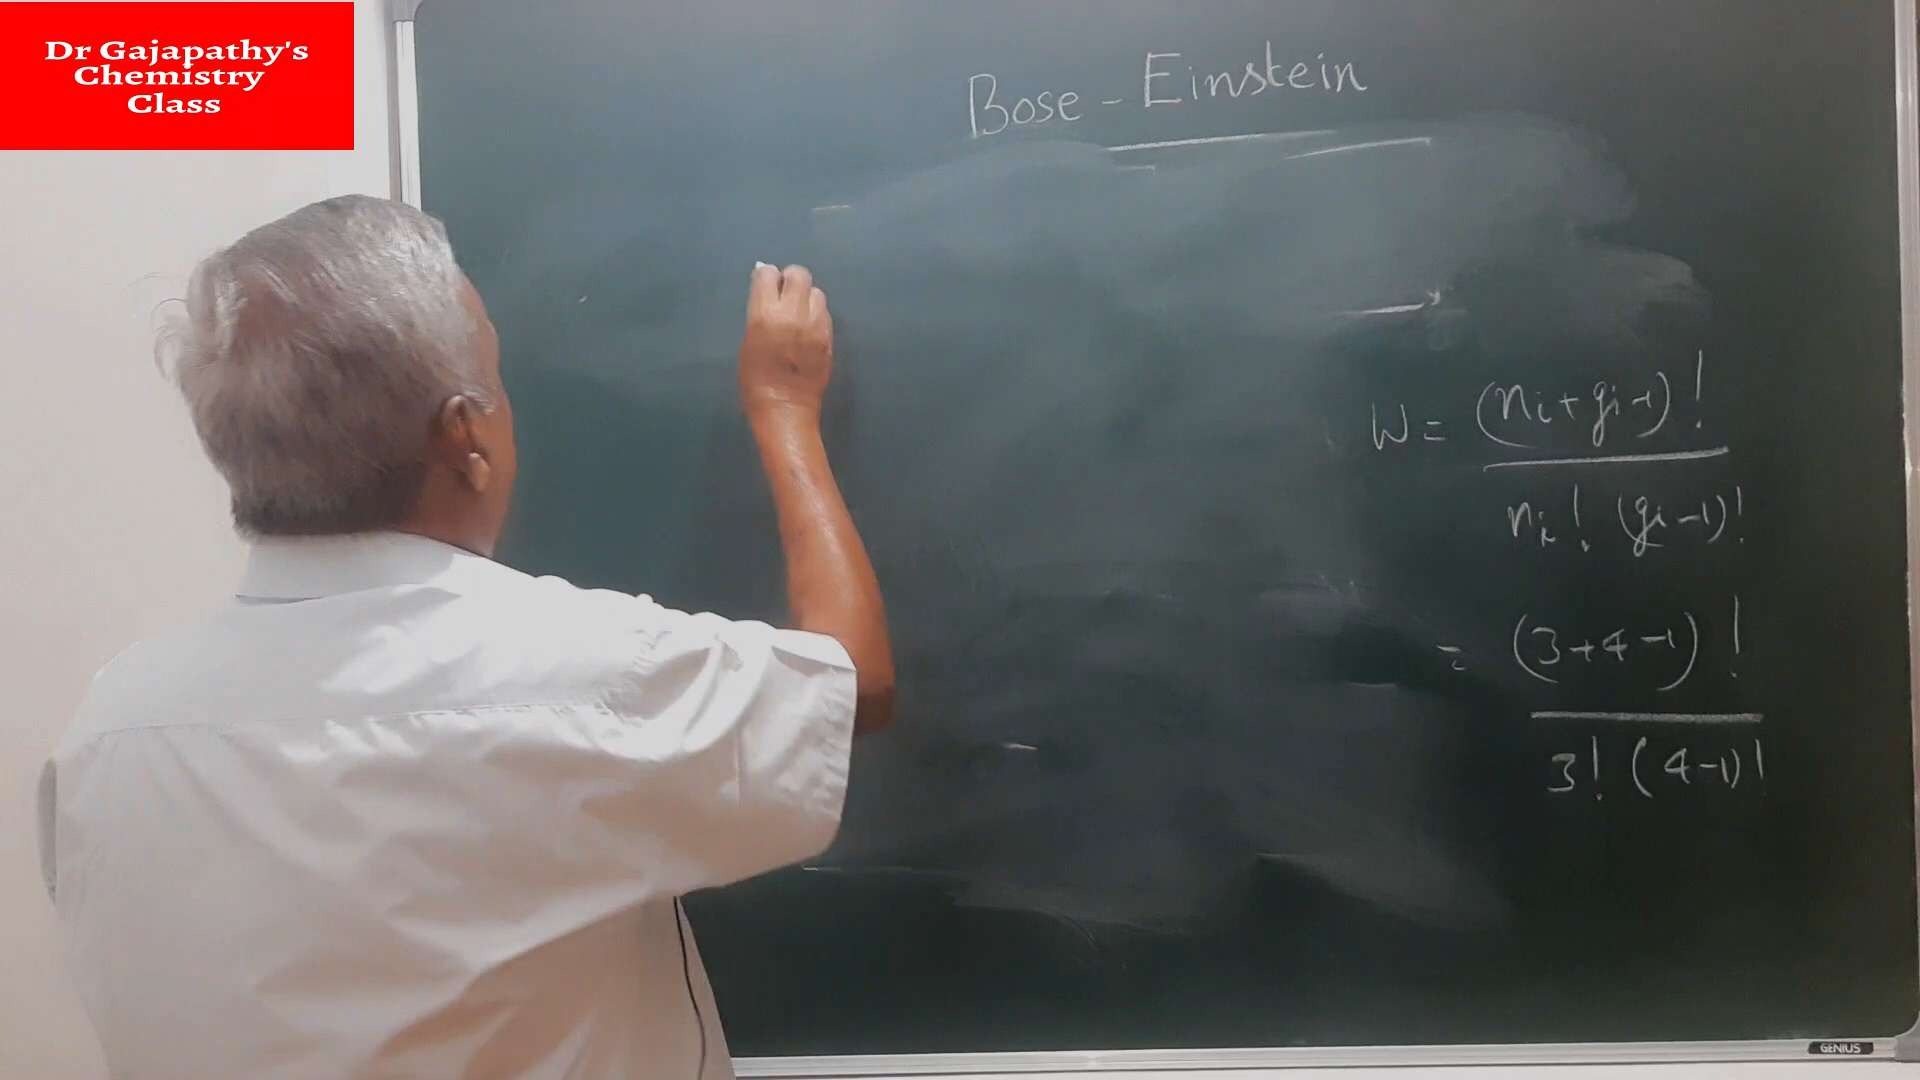 Dr Gajapathy's
Chemistry
Class
Bose - Einstein
W = (ni + gi -1) !
ni ! (gi -1) !
= (3+4-1) !
3! (4-1) !
GENIUS